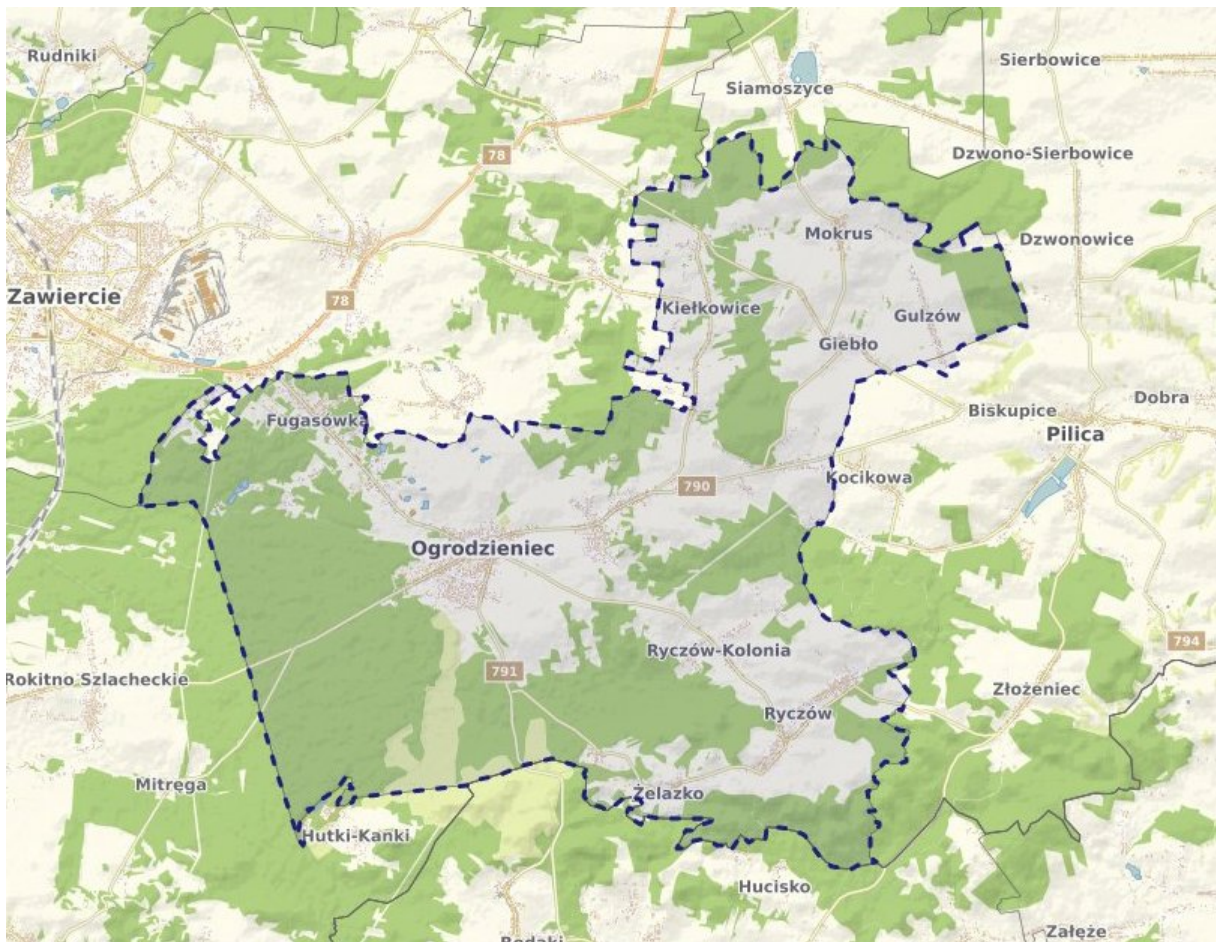 Rudniki
Sierbowice
Siamoszyce
78
Dzwono-Sierbowice
Mokrus
Dzwonowice
Zawiercie
78
Kiełkowice
Gulzów
Giebło
Dobra
Biskupice
Fugasówka
Pilica
Kocikowa
790
Ogrodzieniec
794
Ryczów-Kolonia
791
Rokitno Szlacheckie
Złożeniec
Ryczów
Mitręga
Żelazko
Hutki-Kanki
Hucisko
Załęże
Rodaki